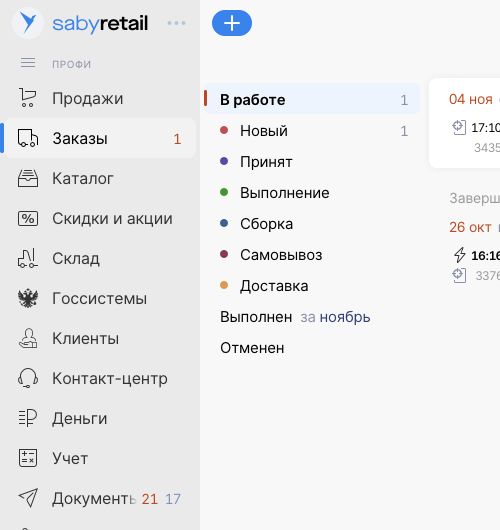 sabyretail
ПРОФИ
Продажи
Заказы 1
Каталог
Скидки и акции
Склад
Госсистемы
Клиенты
Контакт-центр
Деньги
Учет
Документь 21 17
В работе 1
Новый 1
Принят
Выполнение
Сборка
Самовывоз
Доставка
Выполнен за ноябрь
Отменен
04 ноя
17:10
3435
Заверш
26 окт
16:16
3376